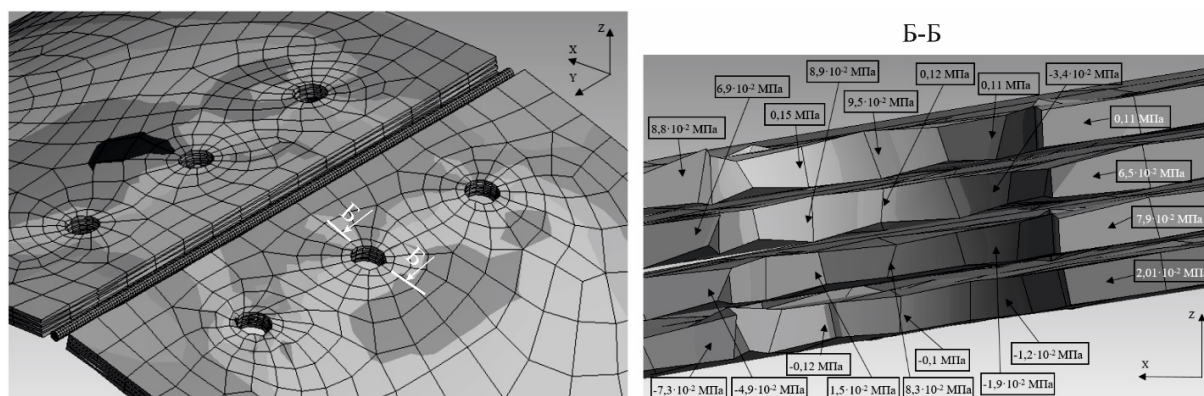 Z
X
Y
Б
Б
Б-Б
6,9·10-2 МПа
8,9·10-2 МПа
0,12 МПа
0,11 МПа
-3,4·10-2 МПа
8,8·10-2 МПа
0,15 МПа
9,5·10-2 МПа
0,11 МПа
6,5·10-2 МПа
7,9·10-2 МПа
2,01·10-2 МПа
z
-0,12 МПа
-0,1 МПа
-1,2·10-2 МПа
x
-7,3·10-2 МПа
-4,9·10-2 МПа
1,5·10-2 МПа
8,3·10-2 МПа
-1,9·10-2 МПа